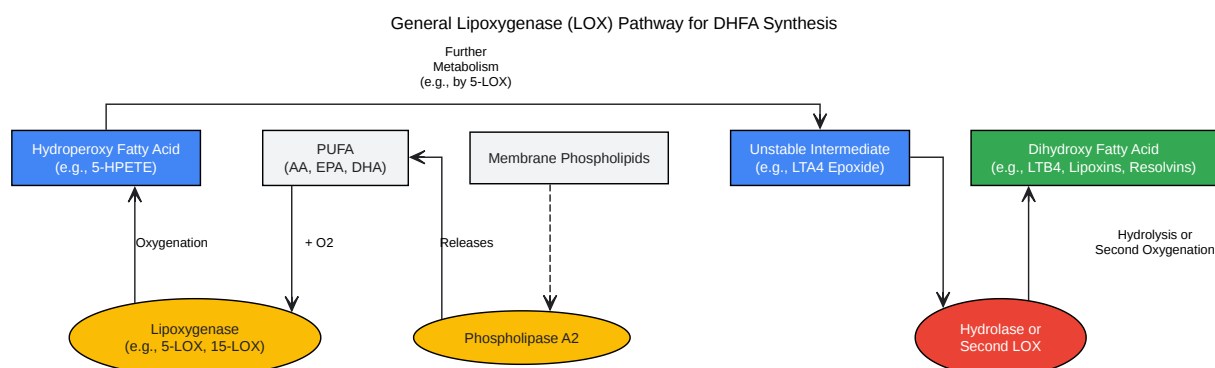 General Lipoxygenase (LOX) Pathway for DHFA Synthesis
Further
Metabolism
(e.g., by 5-LOX)
Hydroperoxy Fatty Acid
(e.g., 5-HPETE)
PUFA
(AA, EPA, DHA)
Membrane Phospholipids
Unstable Intermediate
(e.g., LTA4 Epoxide)
Dihydroxy Fatty Acid
(e.g., LTB4, Lipoxins, Resolvins)
Oxygenation
+ O2
Releases
Hydrolysis or
Second Oxygenation
Lipoxygenase
(e.g., 5-LOX, 15-LOX)
Phospholipase A2
Hydrolase or
Second LOX